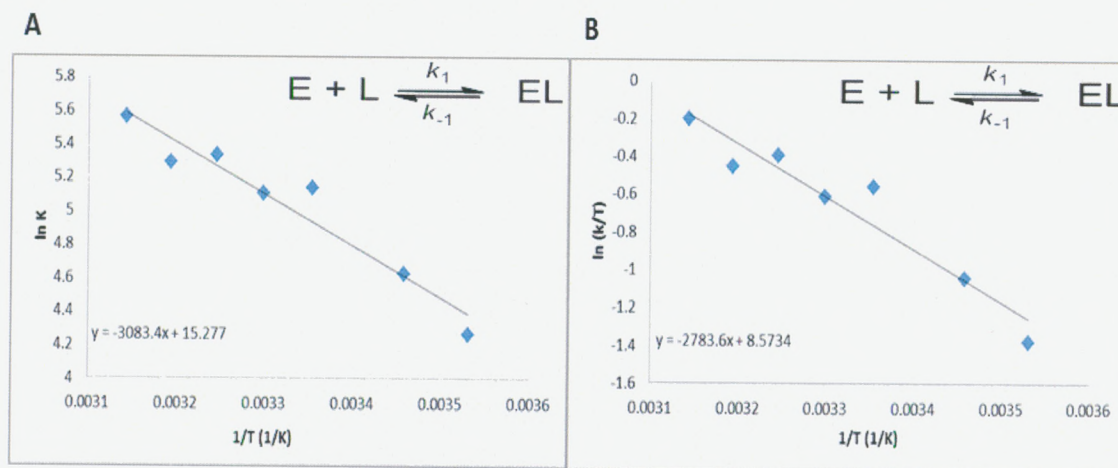 A
5.8
5.6
5.4
5.2
5
4.8
4.6
4.4
4.2
4
ln K
E + L k₁ k₋₁ EL
y = -3083.4x + 15.277
0.0031 0.0032 0.0033 0.0034 0.0035 0.0036
1/T (1/K)
B
0
-0.2
-0.4
-0.6
-0.8
-1
-1.2
-1.4
-1.6
ln (k/T)
E + L k₁ k₋₁ EL
y = -2783.6x + 8.5734
0.0031 0.0032 0.0033 0.0034 0.0035 0.0036
1/T (1/K)